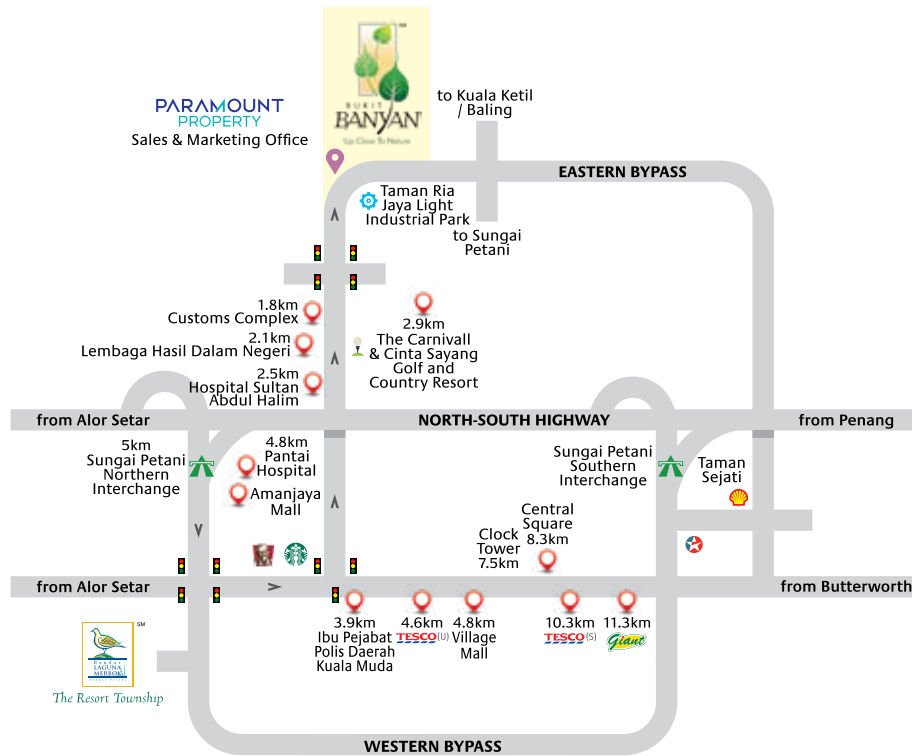 BUKIT
BANYAN
TM
'Up Close To Nature'
PARAMOUNT
PROPERTY
Sales & Marketing Office
to Kuala Ketil
/ Baling
EASTERN BYPASS
Taman Ria
Jaya Light
Industrial Park
to Sungai
Petani
1.8km
Customs Complex
2.1km
Lembaga Hasil Dalam Negeri
2.5km
Hospital Sultan
Abdul Halim
2.9km
The Carnivall
& Cinta Sayang
Golf and
Country Resort
from Alor Setar
NORTH-SOUTH HIGHWAY
from Penang
5km
Sungai Petani
Northern
Interchange
4.8km
Pantai
Hospital
Amanjaya
Mall
Sungai Petani
Southern
Interchange
Taman
Sejati
Central
Square
8.3km
Clock
Tower
7.5km
KFC
from Alor Setar
from Butterworth
3.9km
Ibu Pejabat
Polis Daerah
Kuala Muda
4.6km
TESCO (U)
4.8km
Village
Mall
10.3km
TESCO (S)
11.3km
Giant
SM
Bandar
LAGUNA
MERBOK
The Resort Township
WESTERN BYPASS